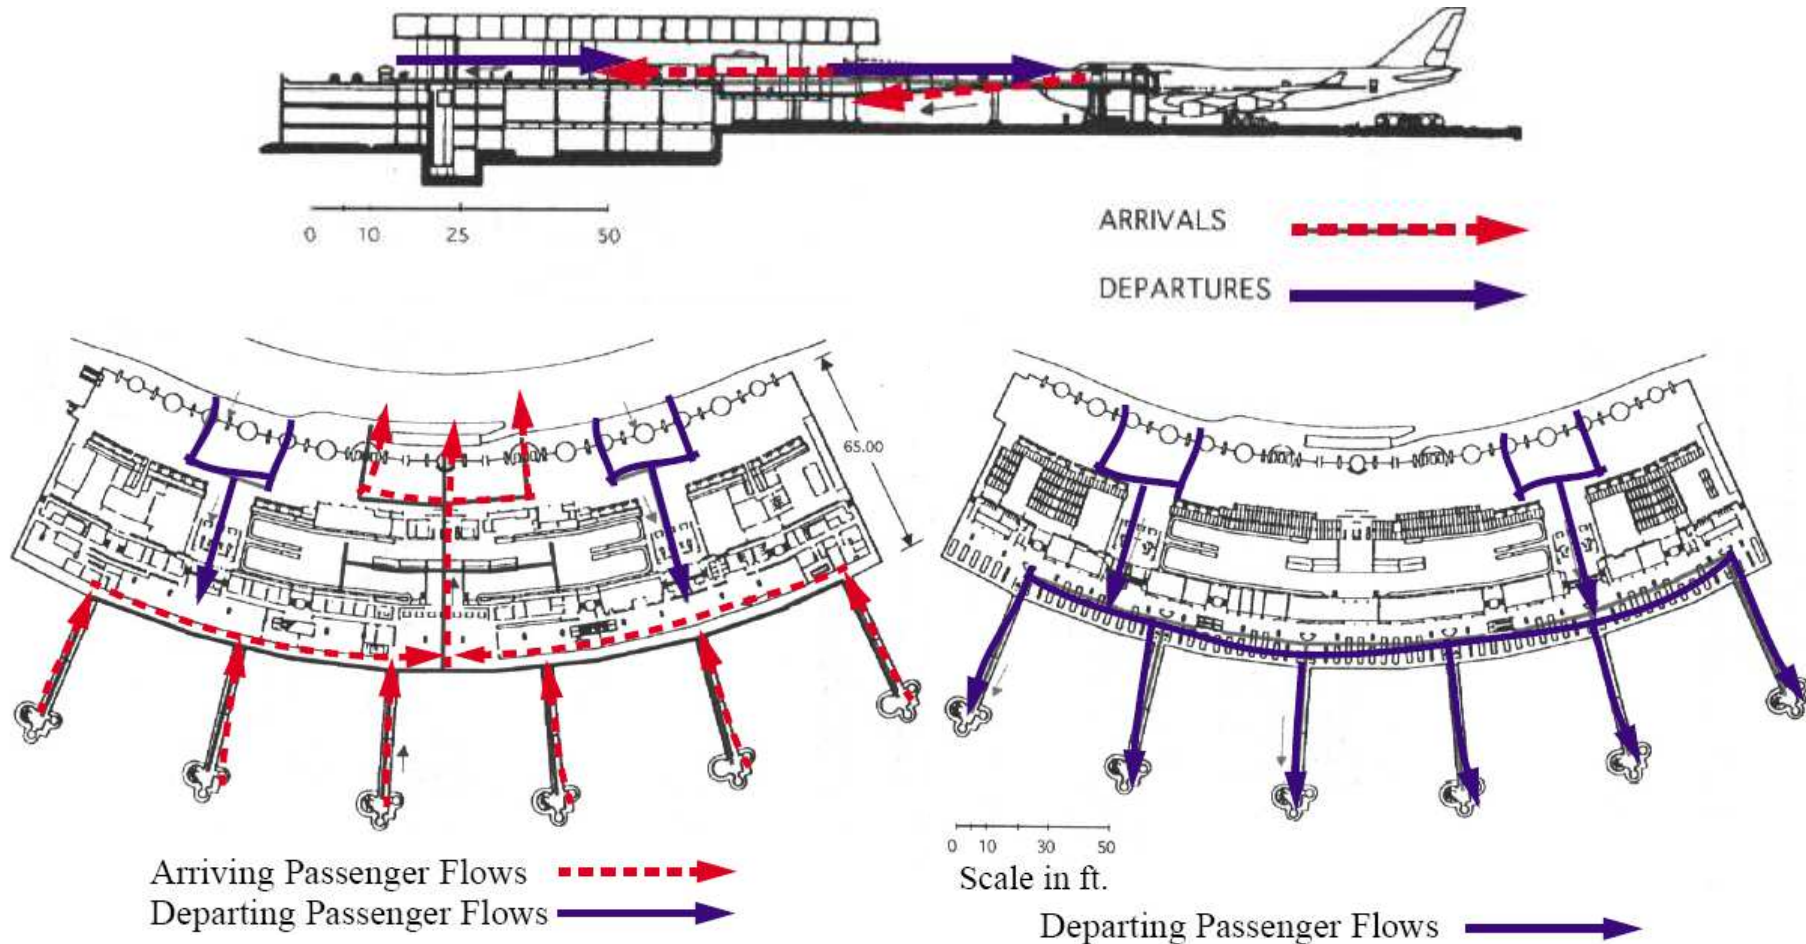 0 10 25 50
ARRIVALS
DEPARTURES
65.00
0 10 30 50
Scale in ft.
Arriving Passenger Flows
Departing Passenger Flows
Departing Passenger Flows